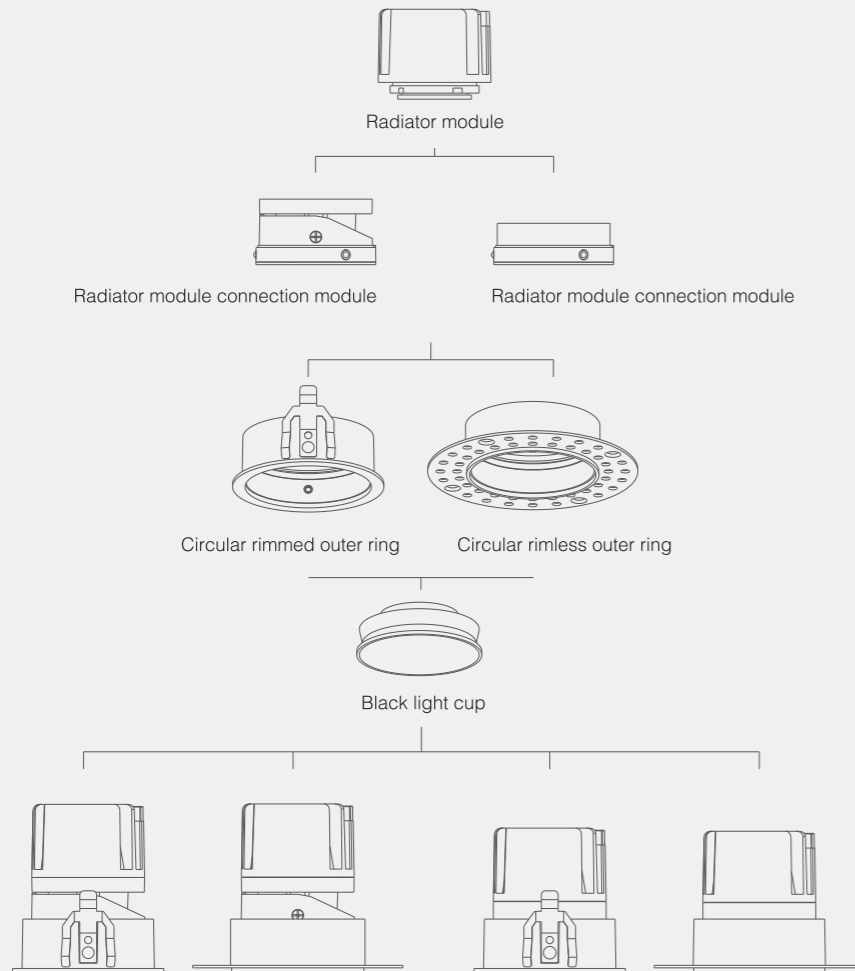 Radiator module
Radiator module connection module
Radiator module connection module
Circular rimmed outer ring
Circular rimless outer ring
Black light cup